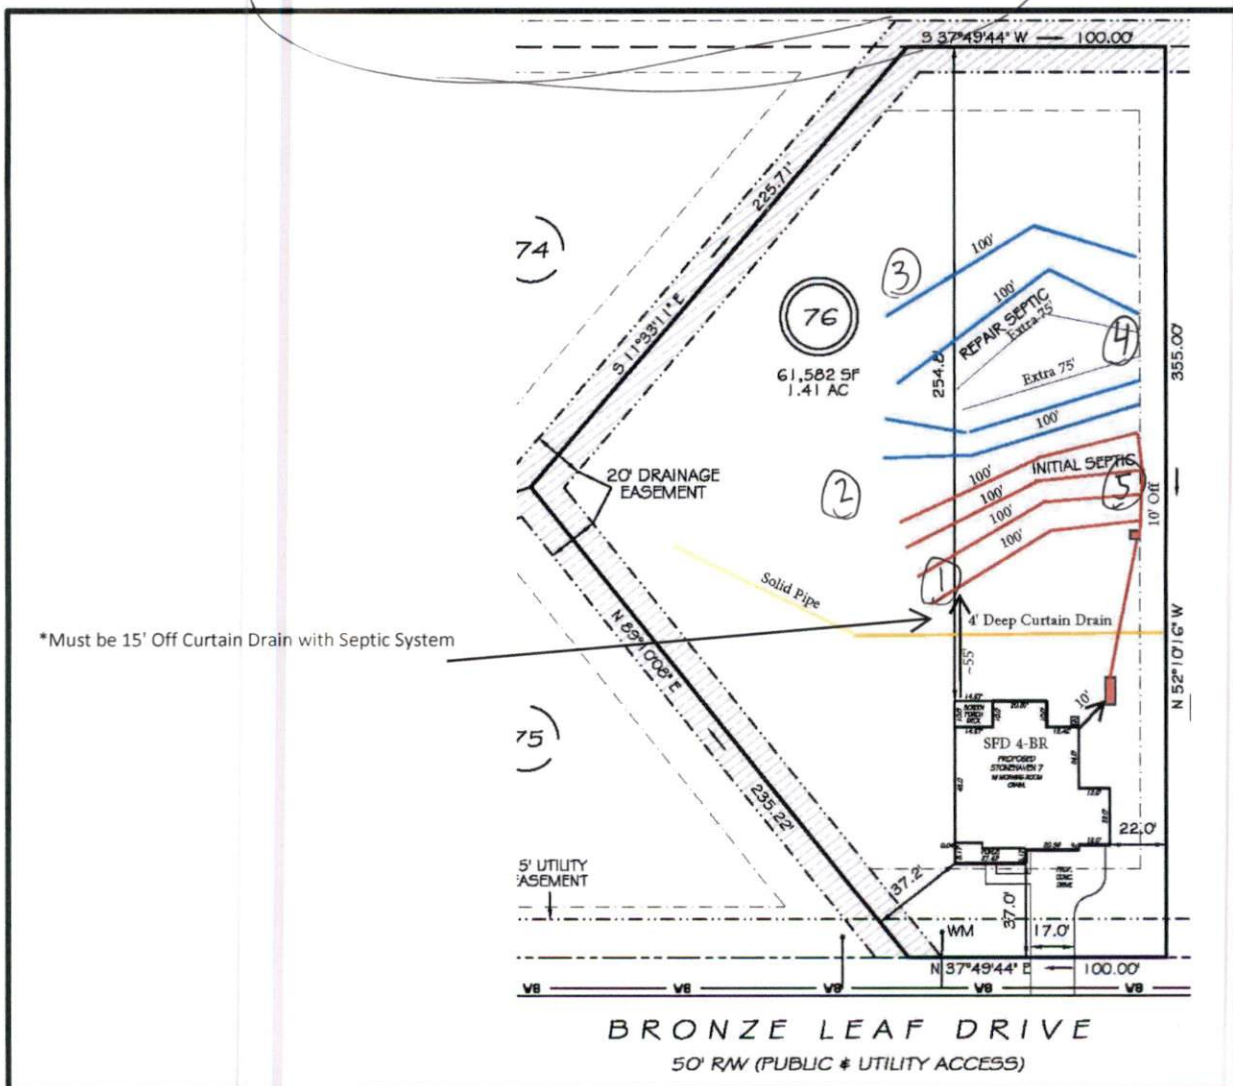 S 37°49'44" W 100.00'
225.71'
S 11°33'11" E
74
3
100'
100'
REPAIR SEPTIC
Extra 75'
4
76
61,582 SF
1.41 AC
254.8'
Extra 75'
355.00'
100'
20' DRAINAGE
EASEMENT
2
INITIAL SEPTIC
100'
100'
100'
100'
5
10' Off
1
Solid Pipe
4' Deep Curtain Drain
*Must be 15' Off Curtain Drain with Septic System
N 52°10'16" W
~55'
10'
75
235.22'
SFD 4-BR
PROPOSED
STONEHAVEN 7
22.0'
5' UTILITY
EASEMENT
37.2'
37.0'
WM
17.0'
N 37°49'44" E 100.00'
BRONZE LEAF DRIVE
50' R/W (PUBLIC & UTILITY ACCESS)